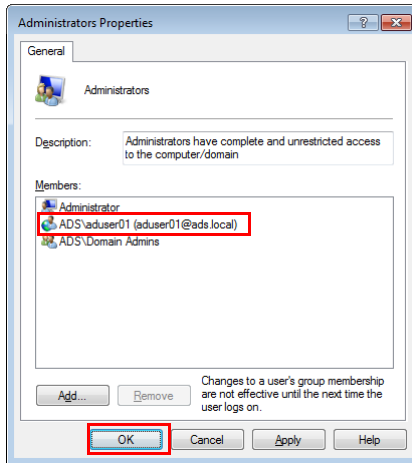 Administrators Properties
General
Administrators
Description:
Administrators have complete and unrestricted access
to the computer/domain
Members:
Administrator
ADS\aduser01 (aduser01@ads.local)
ADS\Domain Admins
Add...
Remove
Changes to a user's group membership
are not effective until the next time the
user logs on.
OK
Cancel
Apply
Help